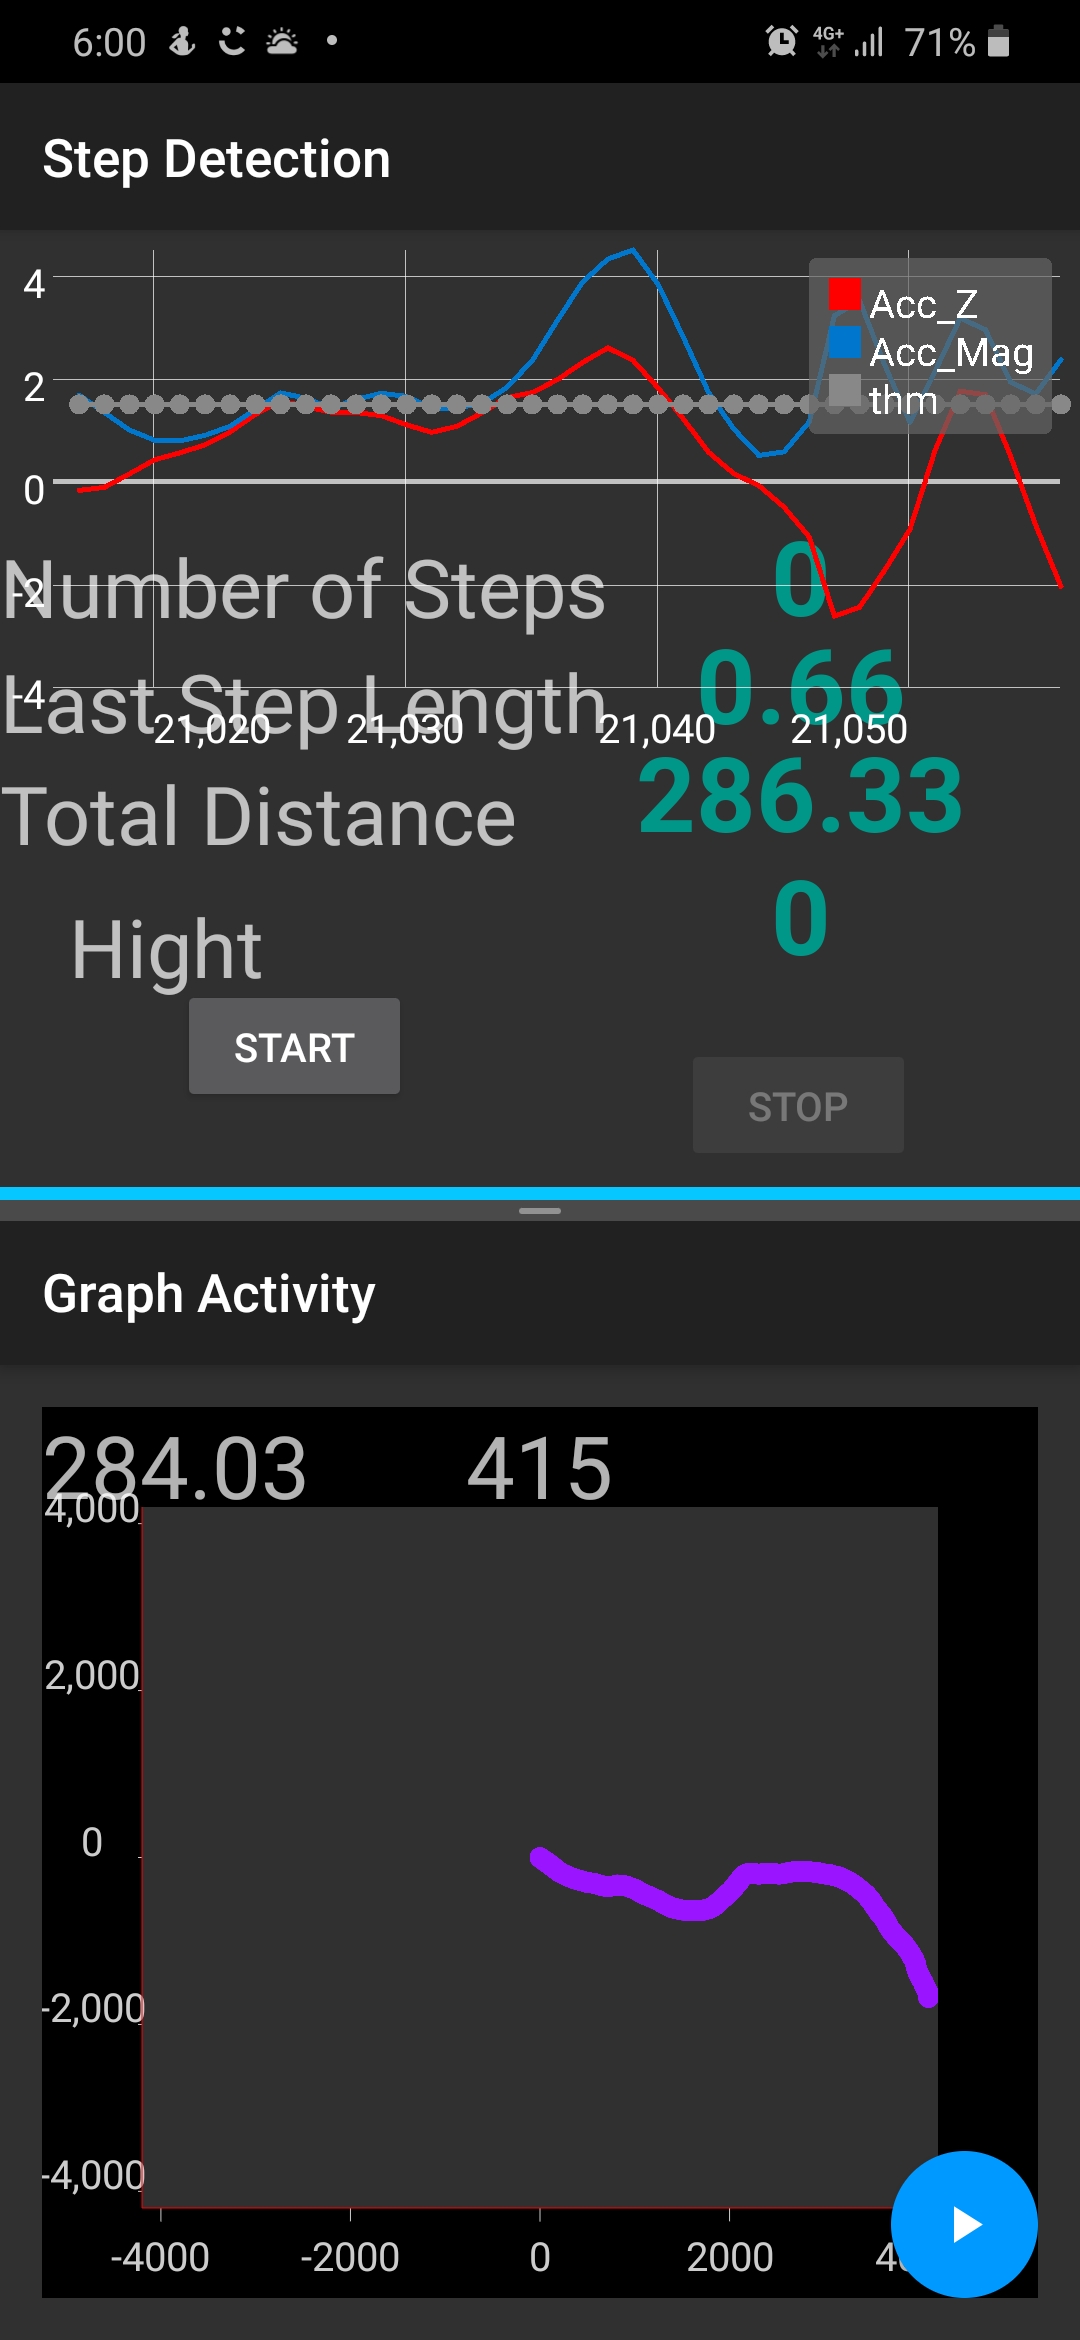 6:00 4G+ 71%
Step Detection
4
2
0
-2
-4
Acc_Z
Acc_Mag
thm
21,020 21,030 21,040 21,050
Number of Steps 0
Last Step Length 0.66
Total Distance 286.33
Hight 0
START
STOP
Graph Activity
284.03 415
4,000
2,000
0
-2,000
-4,000
-4000 -2000 0 2000